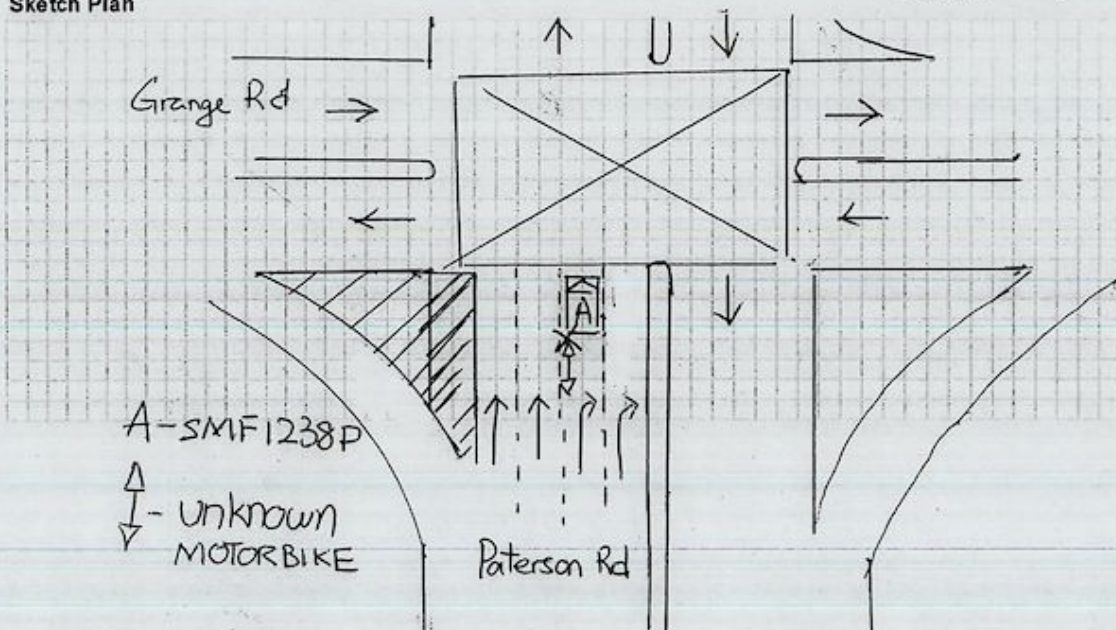 Sketch Plan
Grange Rd
A
A-SMF1238P
- unknown
MOTORBIKE
Paterson Rd